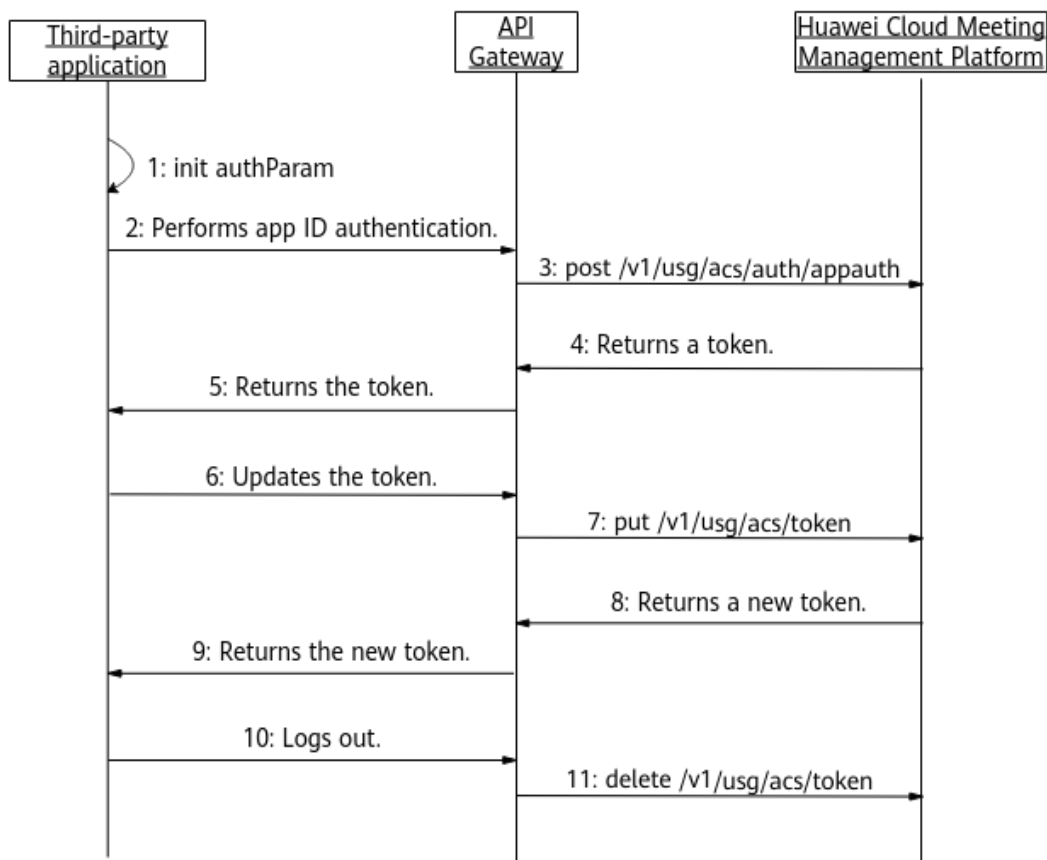 Third-party
application
API
Gateway
Huawei Cloud Meeting
Management Platform
1: init authParam
2: Performs app ID authentication.
3: post /v1/usg/acs/auth/appauth
4: Returns a token.
5: Returns the token.
6: Updates the token.
7: put /v1/usg/acs/token
8: Returns a new token.
9: Returns the new token.
10: Logs out.
11: delete /v1/usg/acs/token